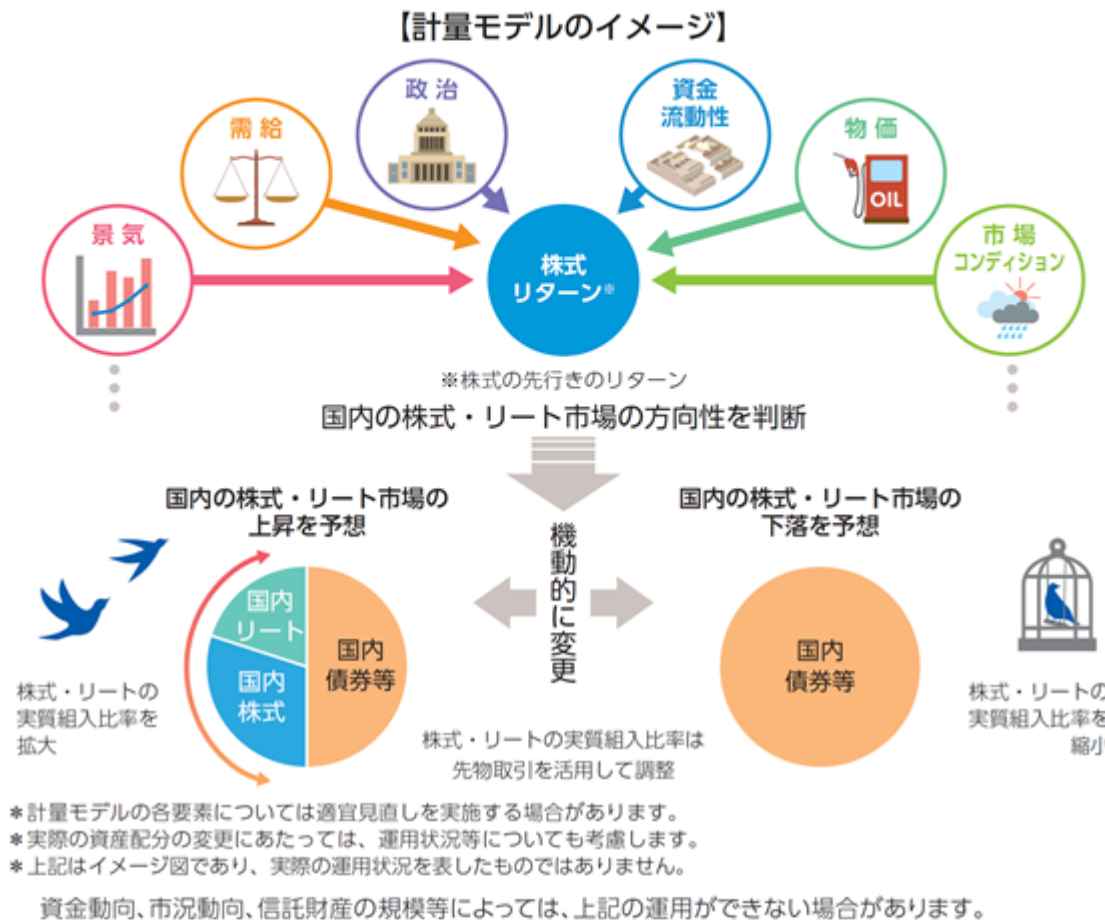 【計量モデルのイメージ】
政治
資金
流動性
需給
物価
OIL
景気
市場
コンディション
株式
リターン※
※株式の先行きのリターン
国内の株式・リート市場の方向性を判断
国内の株式・リート市場の
上昇を予想
国内の株式・リート市場の
下落を予想
機動的に変更
国内
リート
国内
株式
国内
債券等
国内
債券等
株式・リートの
実質組入比率を
拡大
株式・リートの
実質組入比率を
縮小
株式・リートの実質組入比率は
先物取引を活用して調整
＊計量モデルの各要素については適宜見直しを実施する場合があります。
＊実際の資産配分の変更にあたっては、運用状況等についても考慮します。
＊上記はイメージ図であり、実際の運用状況を表したものではありません。
資金動向、市況動向、信託財産の規模等によっては、上記の運用ができない場合があります。